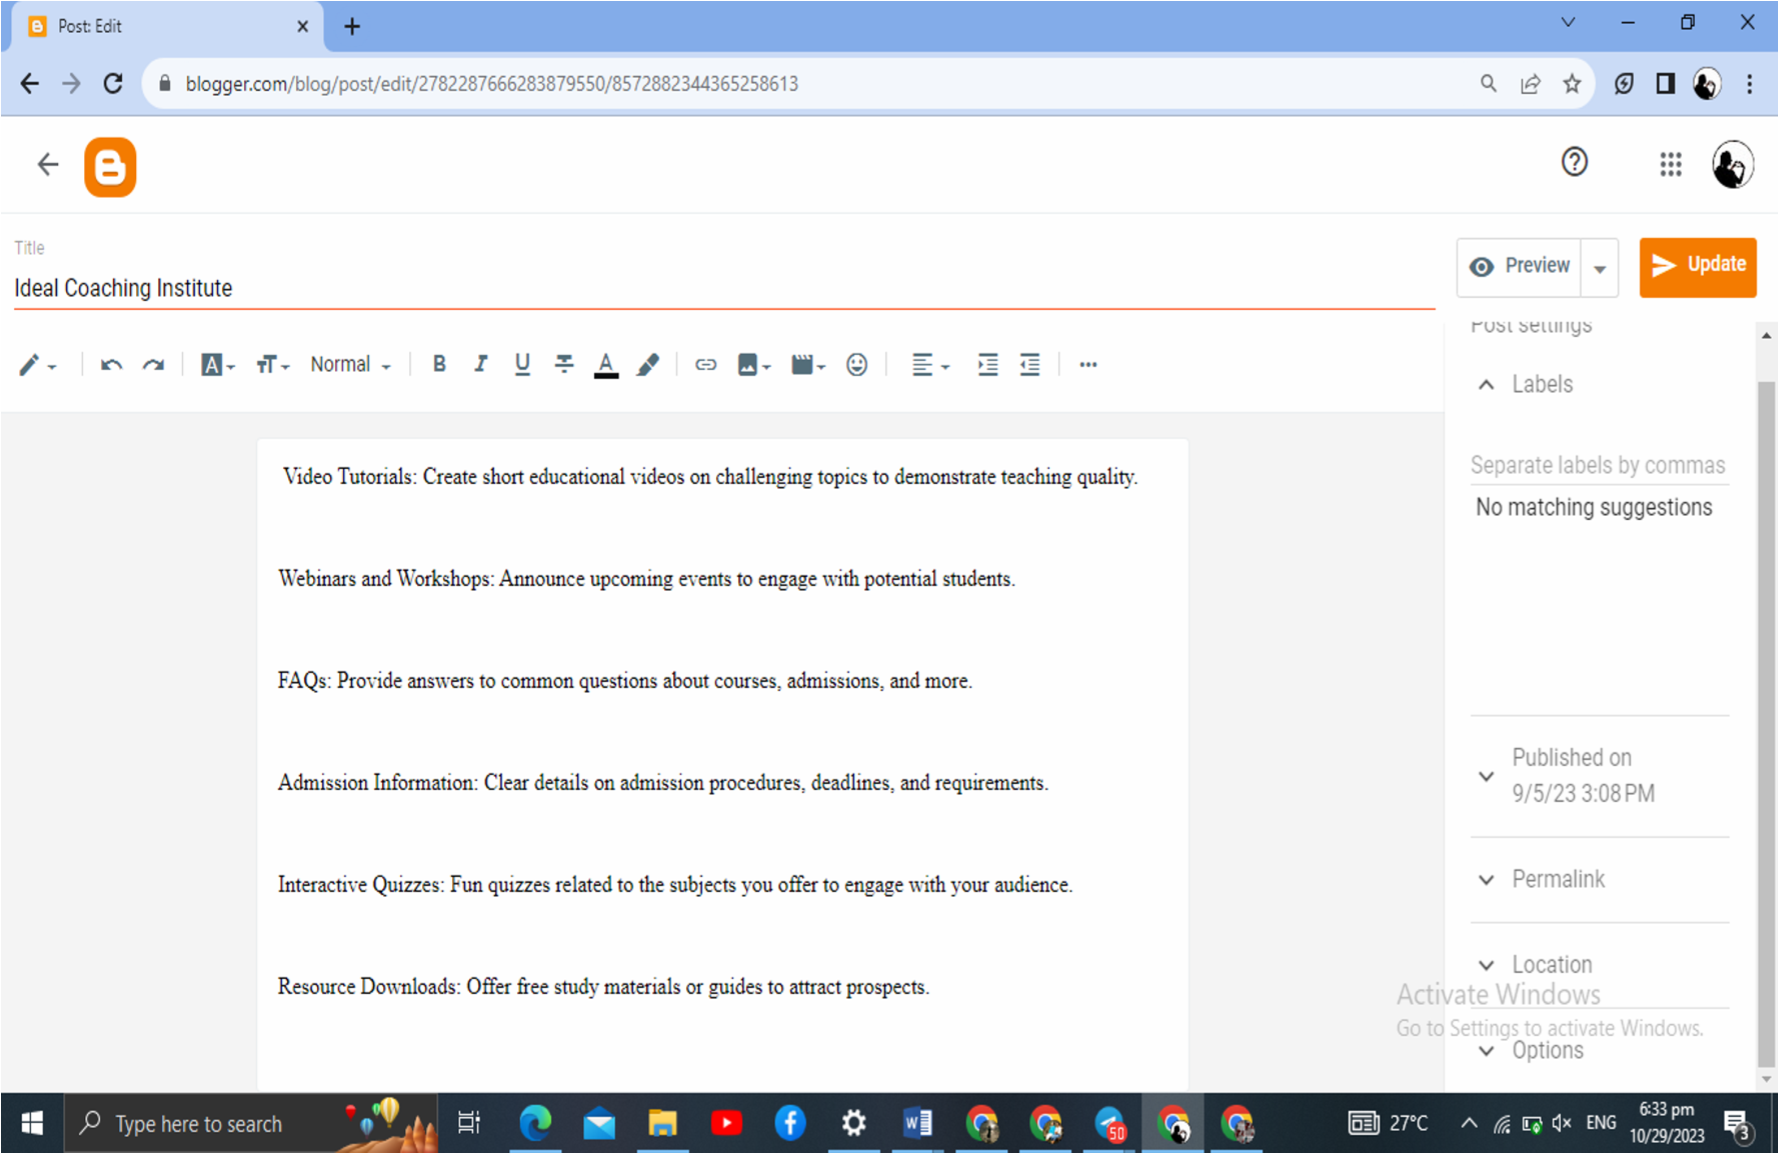 Post: Edit
blogger.com/blog/post/edit/2782287666283879550/8572882344365258613
Title
Ideal Coaching Institute
Preview
Update
Normal
B I U A
Post settings
Labels
Separate labels by commas
No matching suggestions
Video Tutorials: Create short educational videos on challenging topics to demonstrate teaching quality.
Webinars and Workshops: Announce upcoming events to engage with potential students.
FAQs: Provide answers to common questions about courses, admissions, and more.
Admission Information: Clear details on admission procedures, deadlines, and requirements.
Interactive Quizzes: Fun quizzes related to the subjects you offer to engage with your audience.
Resource Downloads: Offer free study materials or guides to attract prospects.
Published on
9/5/23 3:08 PM
Permalink
Location
Activate Windows
Go to Settings to activate Windows.
Options
Type here to search
50
27°C
ENG
6:33 pm
10/29/2023
3